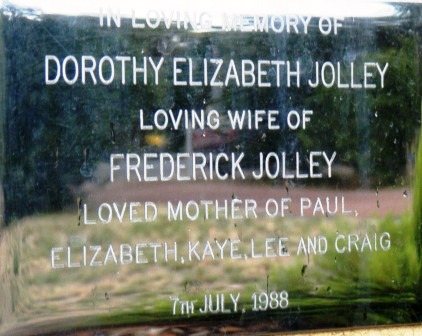 IN LOVING MEMORY OF
DOROTHY ELIZABETH JOLLEY
LOVING WIFE OF
FREDERICK JOLLEY
LOVED MOTHER OF PAUL,
ELIZABETH, KAYE, LEE AND CRAIG
7TH JULY, 1988